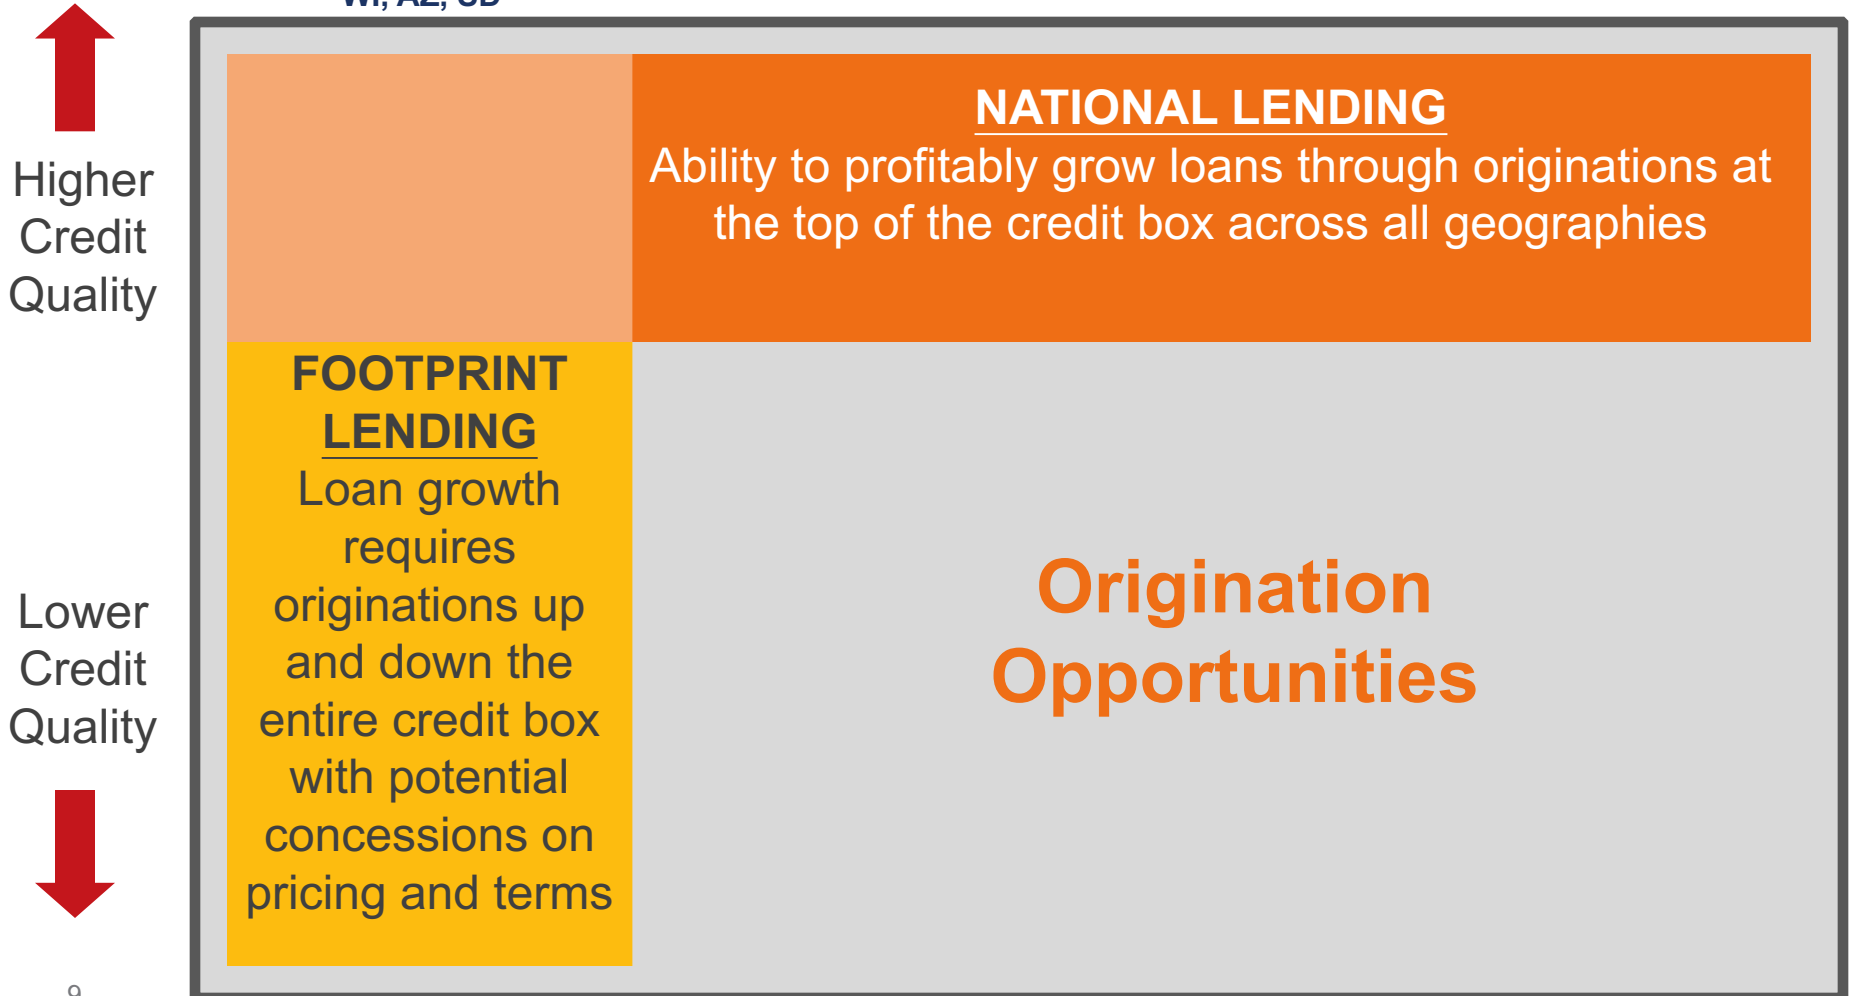 Higher
Credit
Quality
NATIONAL LENDING
Ability to profitably grow loans through originations at
the top of the credit box across all geographies
FOOTPRINT
LENDING
Loan growth
requires
originations up
and down the
entire credit box
with potential
concessions on
pricing and terms
Origination
Opportunities
Lower
Credit
Quality
9